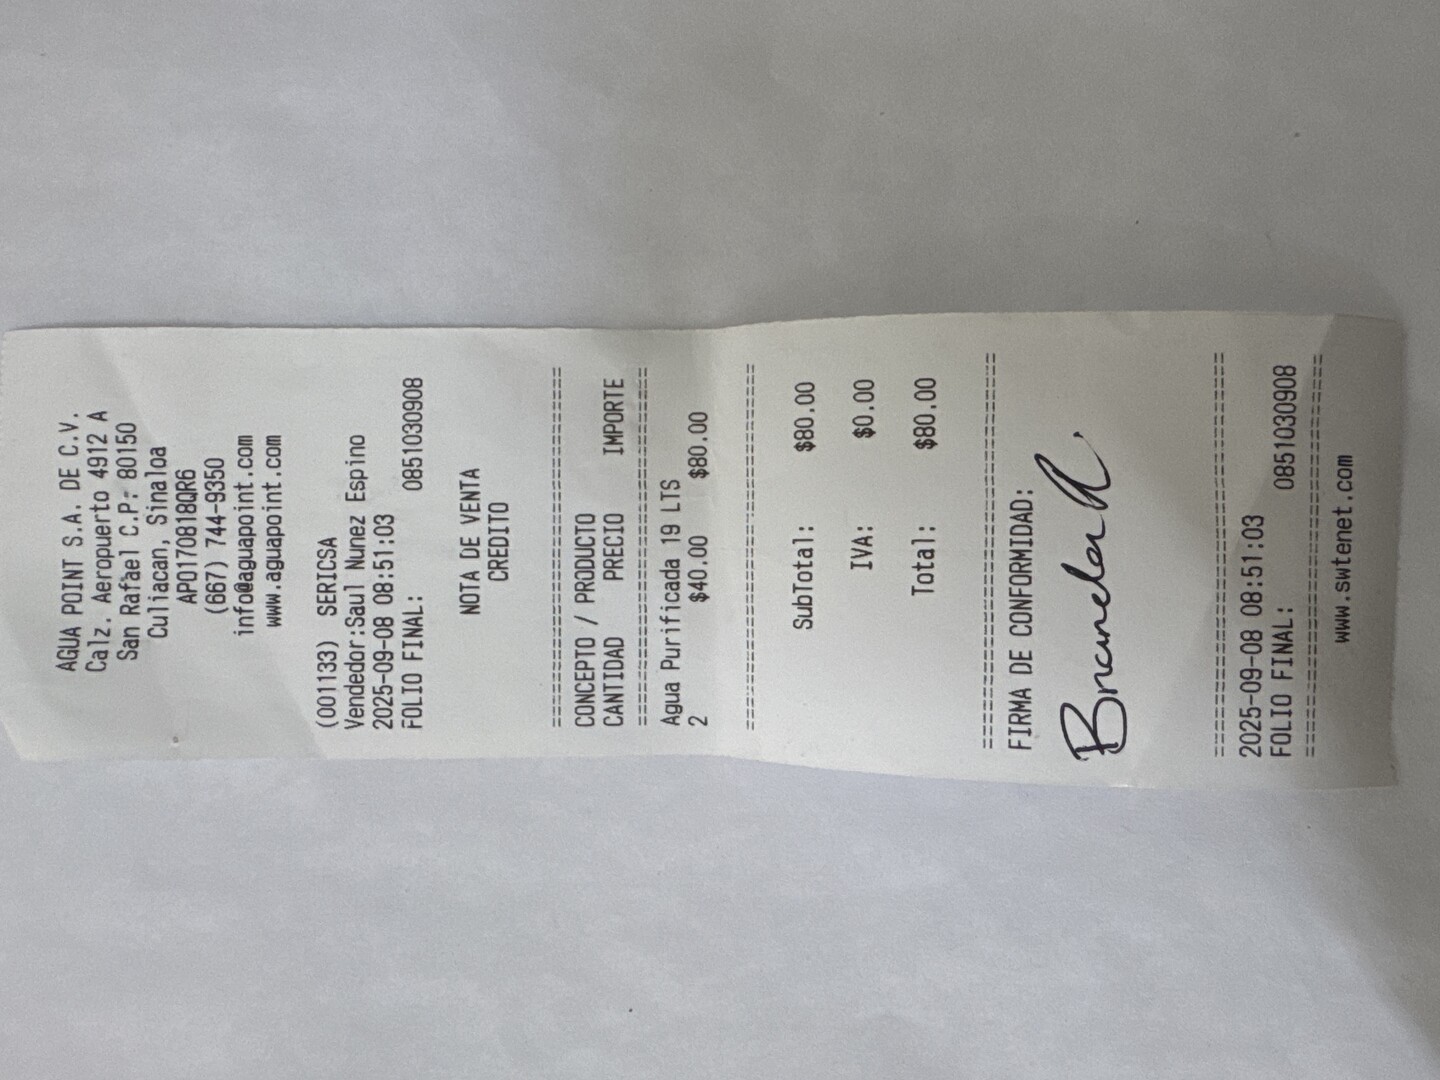 AGUA POINT S.A. DE C.V.
Calz. Aeropuerto 4912 A
San Rafael C.P: 80150
Culiacan, Sinaloa
APO170818QR6
(667) 744-9350
info@aguapoint.com
www.aguapoint.com
(001133) SERICSA
Vendedor:Saul Nunez Espino
2025-09-08 08:51:03
FOLIO FINAL: 0851030908
NOTA DE VENTA
CREDITO
CONCEPTO / PRODUCTO
CANTIDAD PRECIO IMPORTE
Agua Purificada 19 LTS
2 $40.00 $80.00
SubTotal: $80.00
IVA: $0.00
Total: $80.00
FIRMA DE CONFORMIDAD:
2025-09-08 08:51:03
FOLIO FINAL: 0851030908
www.swtenet.com